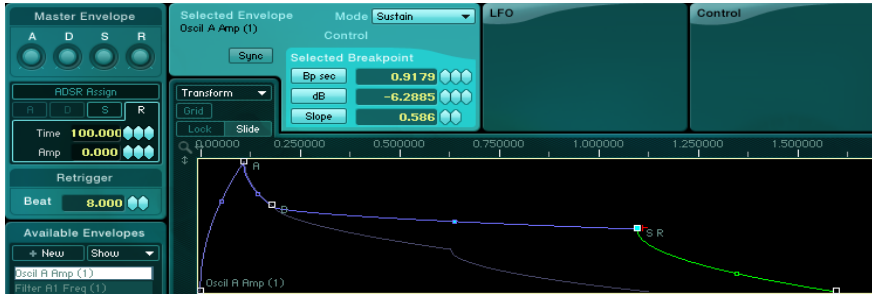 Master Envelope
A D S R
ADSR Assign
A D S R
Time 100.000
Amp 0.000
Retrigger
Beat 8.000
Available Envelopes
+ New Show
Oscil A Amp (1)
Filter A1 Freq (1)
Selected Envelope Mode Sustain
Oscil A Amp (1)
Control
Sync
Selected Breakpoint
Bp sec 0.9179
dB -6.2885
Slope 0.586
Transform
Grid
Lock Slide
LFO
Control
0.00000 0.250000 0.500000 0.750000 1.000000 1.250000 1.500000
A
D
S R
Oscil A Amp (1)